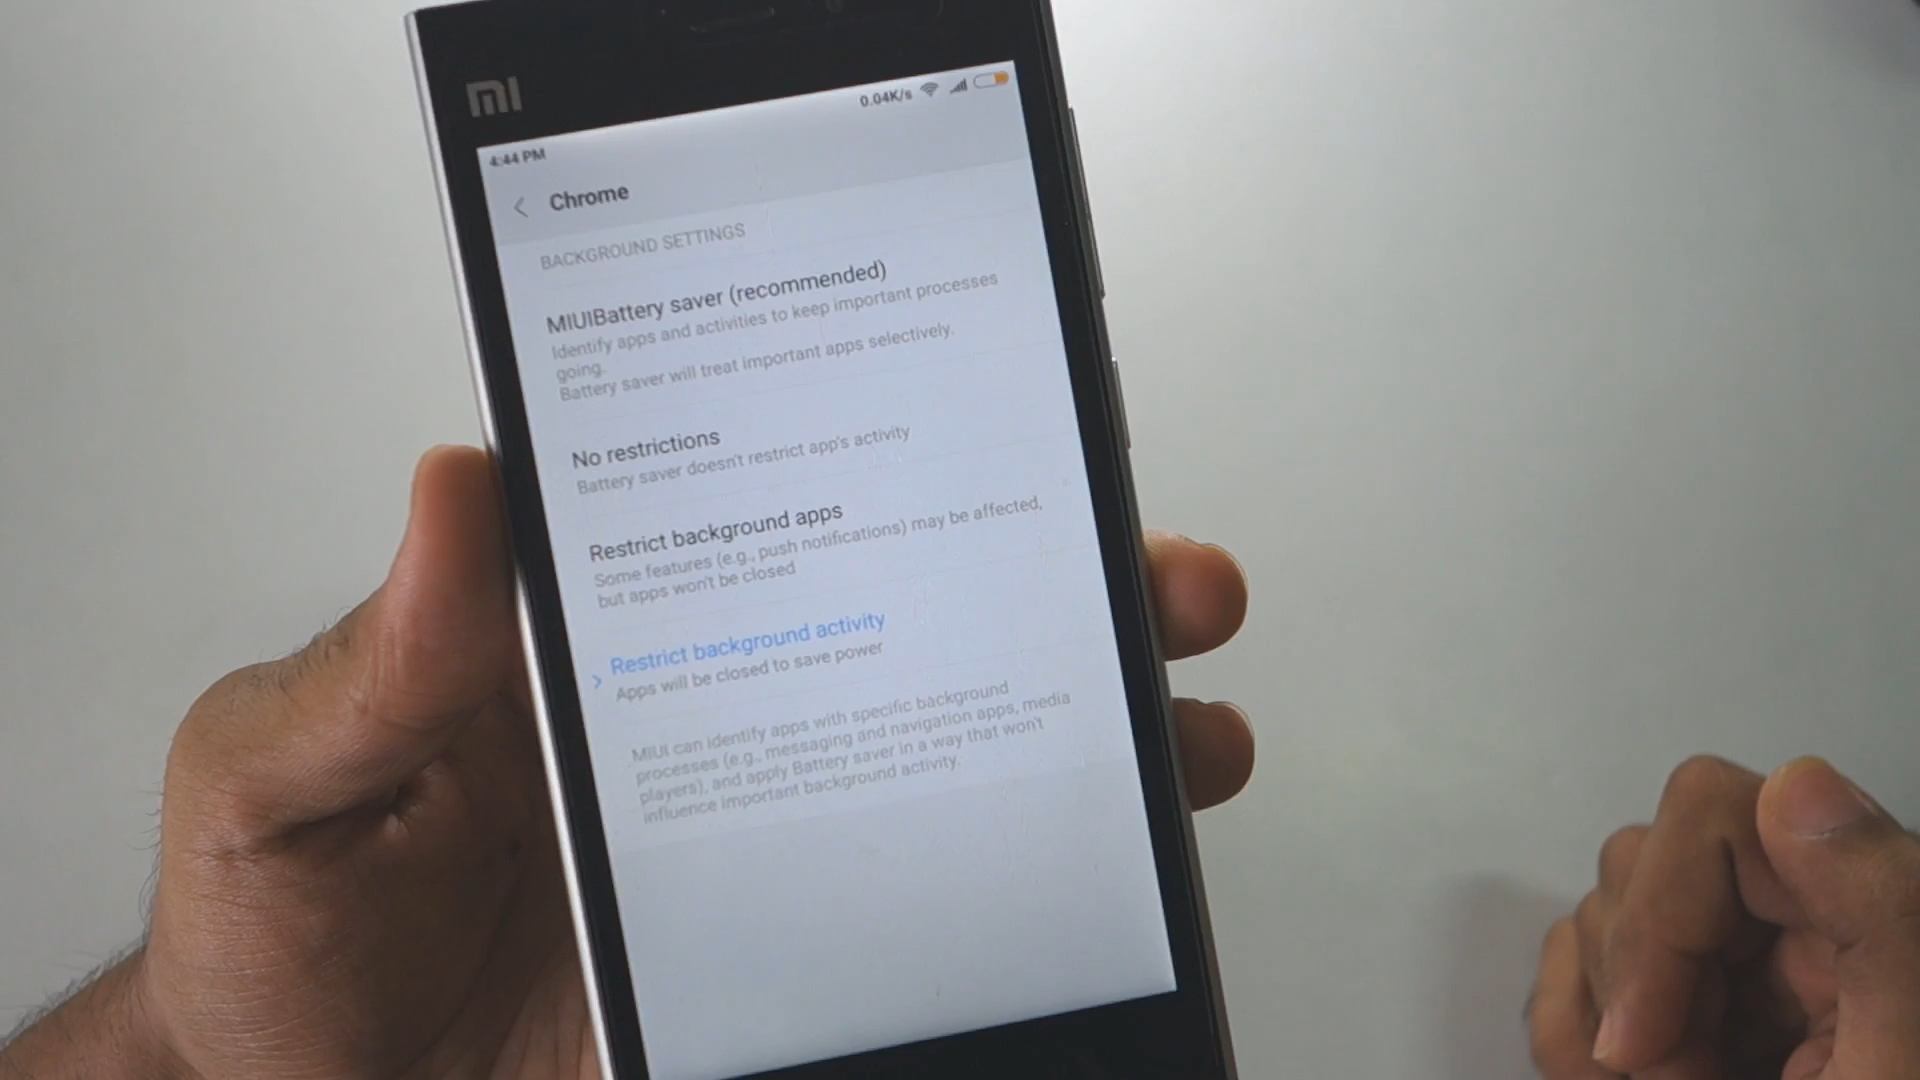 MI
0.04K/s
4:44 PM
Chrome
BACKGROUND SETTINGS
MIUIBattery saver (recommended)
Identify apps and activities to keep important processes
going.
Battery saver will treat important apps selectively.
No restrictions
Battery saver doesn't restrict app's activity
Restrict background apps
Some features (e.g., push notifications) may be affected,
but apps won't be closed
Restrict background activity
Apps will be closed to save power
MIUI can identify apps with specific background
processes (e.g., messaging and navigation apps, media
players), and apply Battery saver in a way that won't
influence important background activity.